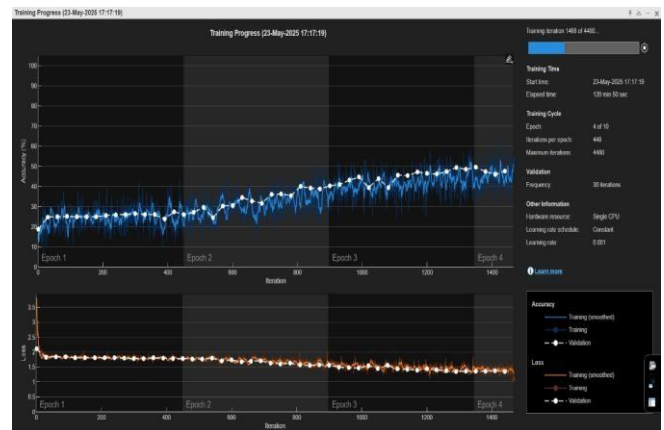 Training Progress (23-May-2025 17:17:19)
Training Progress (23-May-2025 17:17:19)
Training iteration 1468 of 4480...
Training Time
Start time: 23-May-2025 17:17:19
Elapsed time: 120 min 50 sec
Training Cycle
Epoch: 4 of 10
Iterations per epoch: 448
Maximum iterations: 4480
Validation
Frequency: 30 iterations
Other Information
Hardware resource: Single CPU
Learning rate schedule: Constant
Learning rate: 0.001
Learn more
Accuracy (%)
100
90
80
70
60
50
40
30
20
10
0
Epoch 1 Epoch 2 Epoch 3 Epoch 4
0 200 400 600 800 1000 1200 1400
Iteration
Loss
3.5
3
2.5
2
1.5
1
0.5
0
Epoch 1 Epoch 2 Epoch 3 Epoch 4
0 200 400 600 800 1000 1200 1400
Iteration
Accuracy
Training (smoothed)
Training
Validation
Loss
Training (smoothed)
Training
Validation